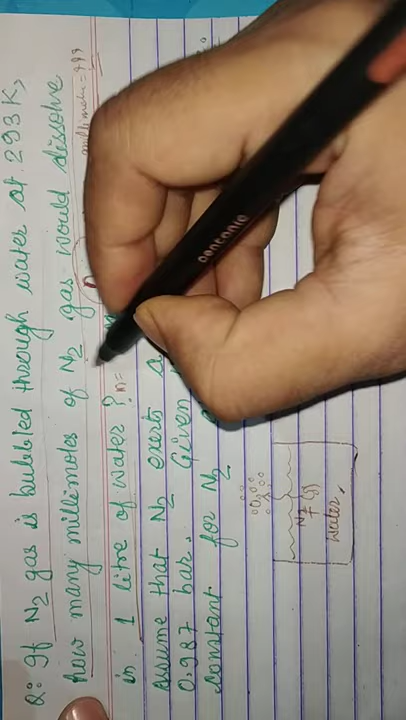 Q: If N2 gas is bubbled through water at 293 K,
how many millimoles of N2 gas would dissolve
millimole = ???
in 1 litre of water? n =
Assume that N2 exerts a
0.987 bar. Given
constant for N2
N2 (g)
+
water.